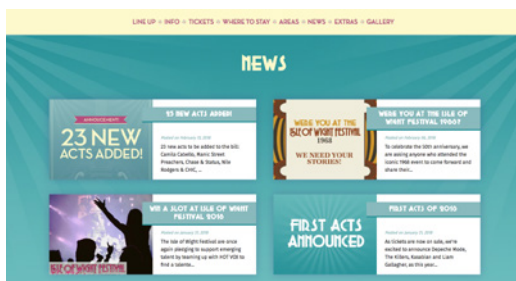 LINE UP ☼ INFO ☼ TICKETS ☼ WHERE TO STAY ☼ AREAS ☼ NEWS ☼ EXTRAS ☼ GALLERY
NEWS
ANNOUNCEMENT!
23 NEW
ACTS ADDED!
23 NEW ACTS ADDED!
23 new acts to be added to the bill:
Camila Cabello, Manic Street
Preachers, Chase & Status, Nile
Rodgers & CHIC, ...
WERE YOU AT THE
ISLE OF WIGHT FESTIVAL
1968
WE NEED YOUR
STORIES!
WERE YOU AT THE ISLE OF
WIGHT FESTIVAL 1968?
To celebrate the 50th anniversary, we
are asking anyone who attended the
iconic 1968 event to come forward and
share their...
ISLE OF WIGHT FESTIVAL
WIN A SLOT AT ISLE OF WIGHT
FESTIVAL 2018
The Isle of Wight Festival are once
again pledging to support emerging
talent by teaming up with HOT VOX to
find a talente...
FIRST ACTS
ANNOUNCED
FIRST ACTS OF 2018
As tickets are now on sale, we're
excited to announce Depeche Mode,
The Killers, Kasabian and Liam
Gallagher, as this year...